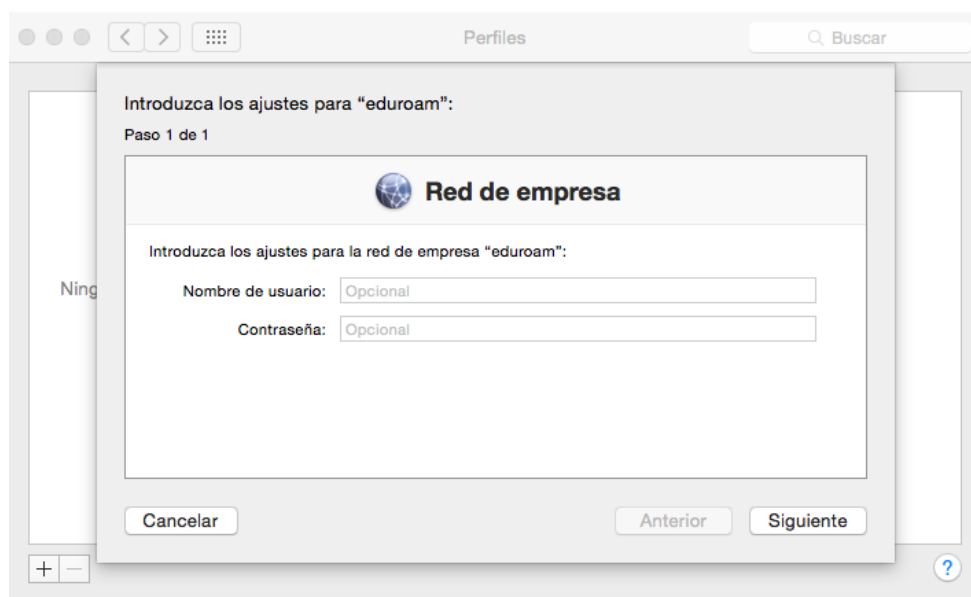 Perfiles
Buscar
Introduzca los ajustes para “eduroam”:
Paso 1 de 1
Red de empresa
Introduzca los ajustes para la red de empresa “eduroam”:
Ning
Nombre de usuario: Opcional
Contraseña: Opcional
Cancelar
Anterior
Siguiente
?